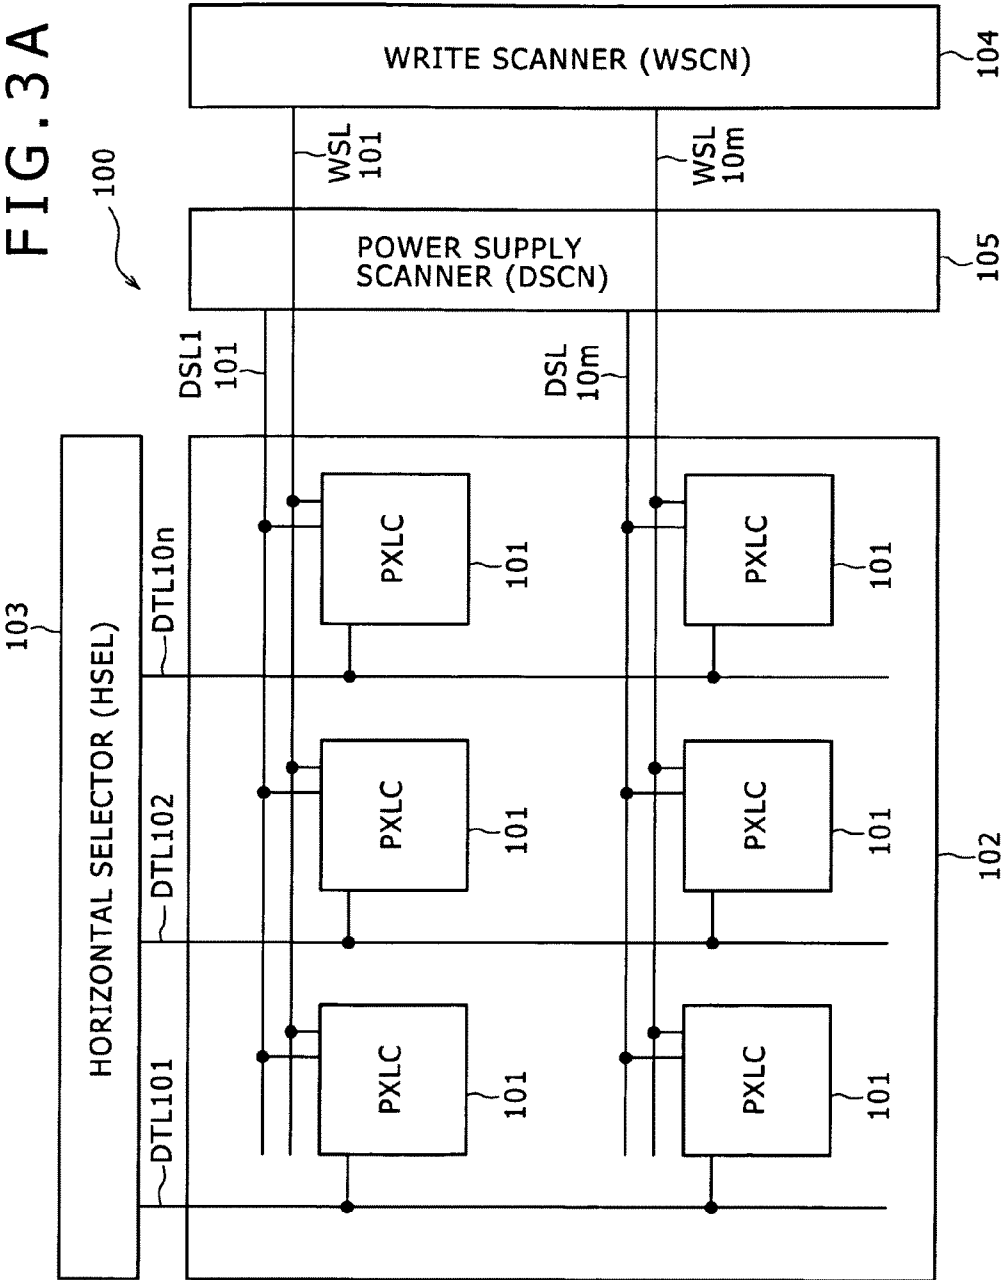 FIG.3A
100
103
HORIZONTAL SELECTOR (HSEL)
DTL101
DTL102
DTL10n
DSL1
101
WSL
101
PXLC
101
PXLC
101
PXLC
101
POWER SUPPLY
SCANNER (DSCN)
WRITE SCANNER (WSCN)
DSL
10m
WSL
10m
PXLC
101
PXLC
101
PXLC
101
102
105
104